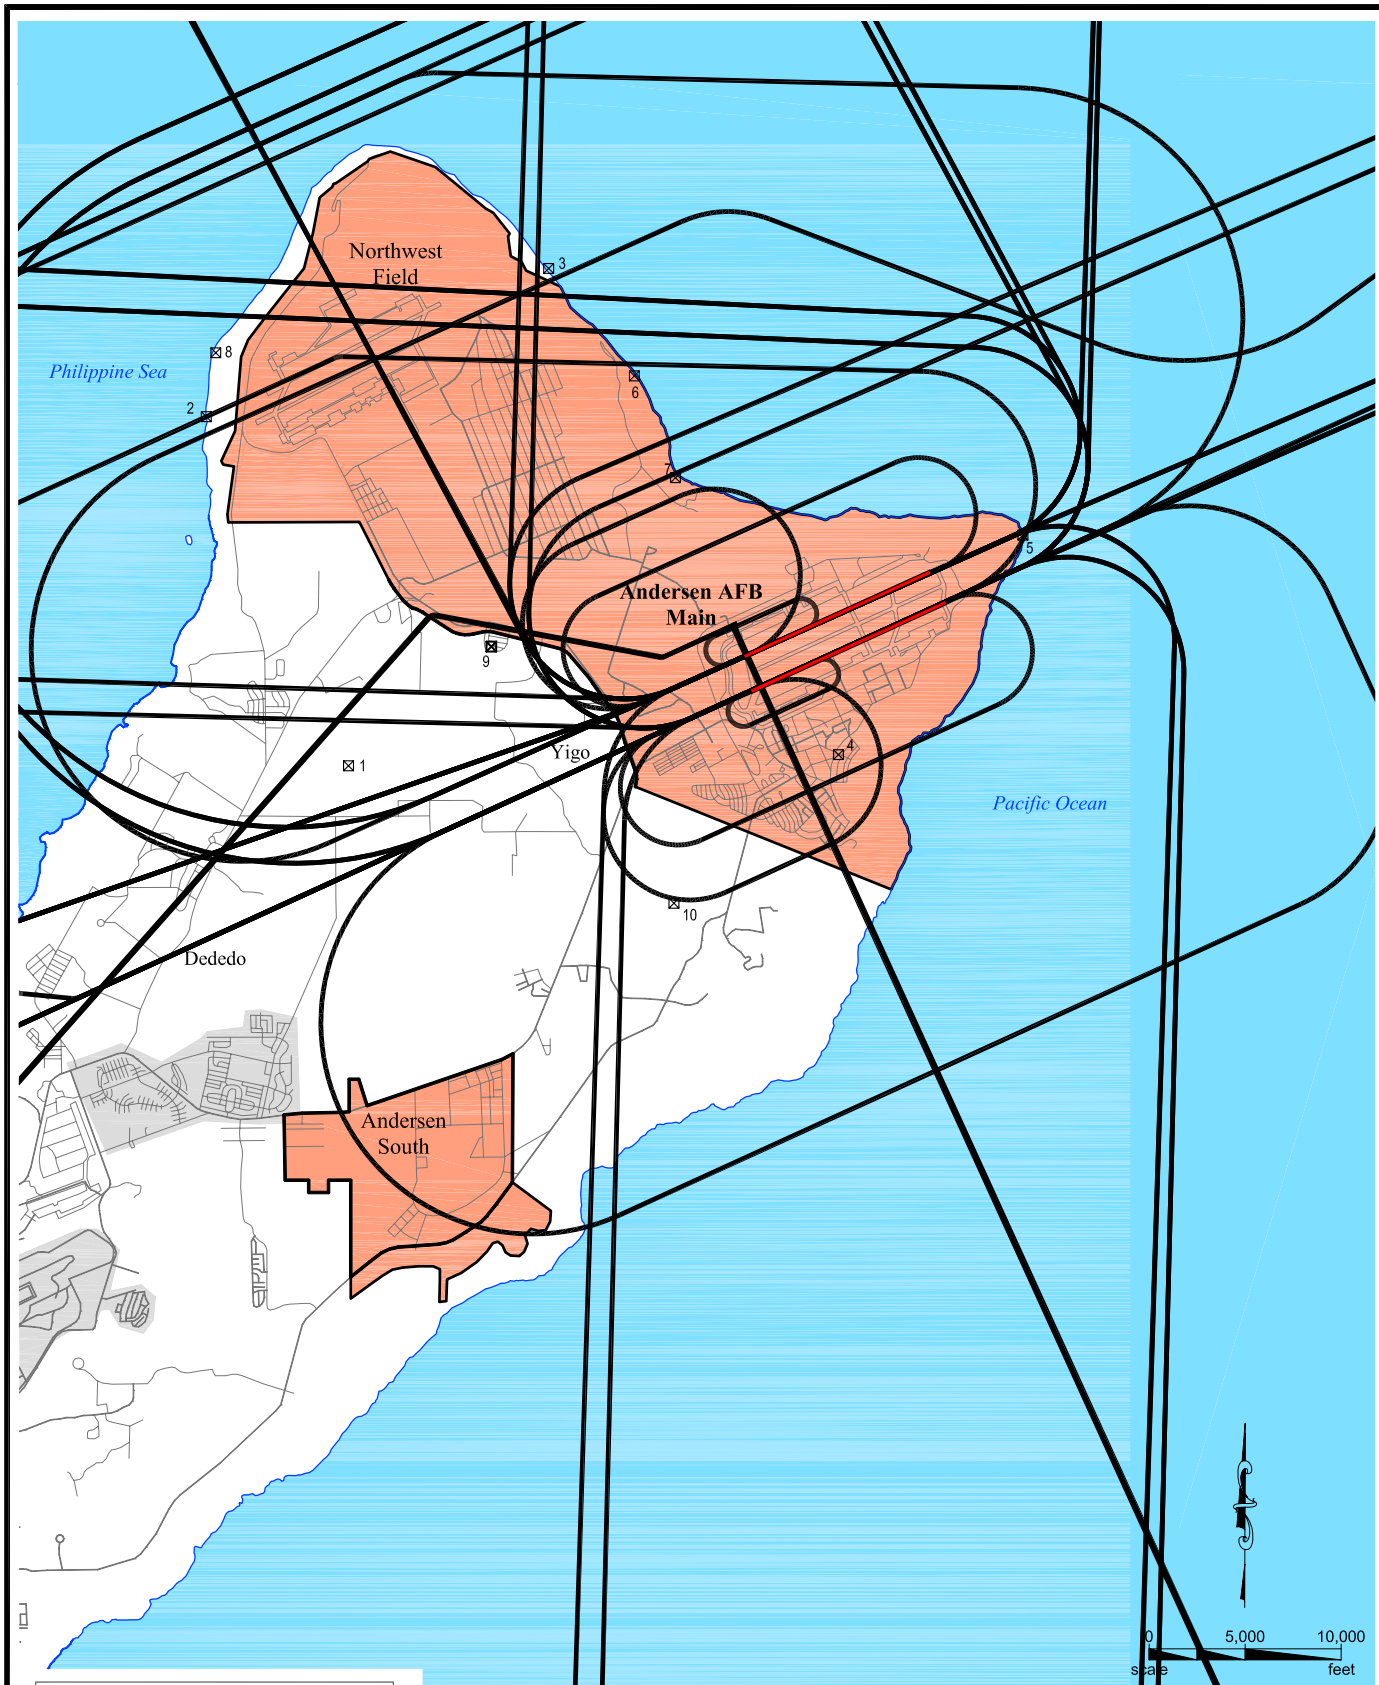 Northwest
Field
3
8
Philippine Sea
6
2
7
5
Andersen AFB
Main
9
Yigo
4
1
Pacific Ocean
10
Dededo
Andersen
South
0
5,000
10,000
scale
feet